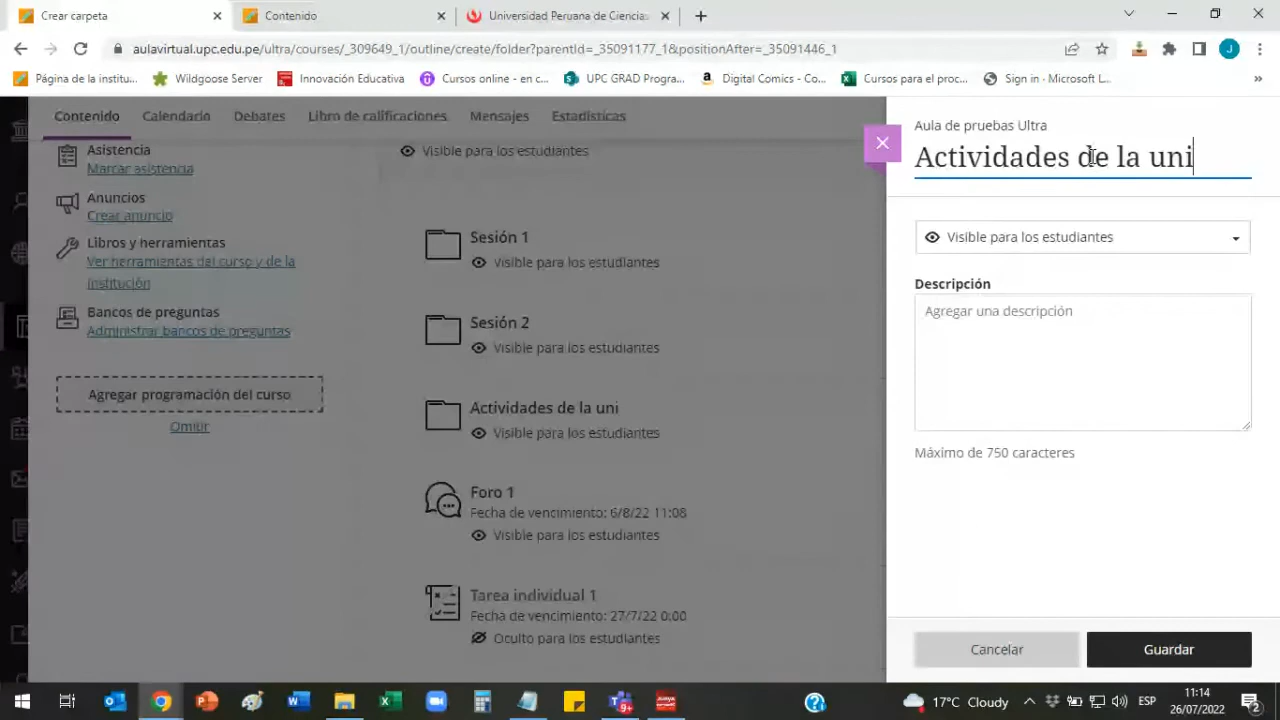 Crear carpeta
Contenido
Universidad Peruana de Ciencias
aulavirtual.upc.edu.pe/ultra/courses/_309649_1/outline/create/folder?parentId=_35091177_1&positionAfter=_35091446_1
J
Página de la institu...
Wildgoose Server
Innovación Educativa
Cursos online - en c...
UPC GRAD Progra...
Digital Comics - Co...
Cursos para el proc...
Sign in - Microsoft L...
»
Contenido
Calendario
Debates
Libro de calificaciones
Mensajes
Estadísticas
Asistencia
Marcar asistencia
Anuncios
Crear anuncio
Libros y herramientas
Ver herramientas del curso y de la
institución
Bancos de preguntas
Administrar bancos de preguntas
Agregar programación del curso
Omitir
Visible para los estudiantes
Sesión 1
Visible para los estudiantes
Sesión 2
Visible para los estudiantes
Actividades de la uni
Visible para los estudiantes
Foro 1
Fecha de vencimiento: 6/8/22 11:08
Visible para los estudiantes
Tarea individual 1
Fecha de vencimiento: 27/7/22 0:00
Oculto para los estudiantes
Aula de pruebas Ultra
Actividades de la uni
Visible para los estudiantes
Descripción
Agregar una descripción
Máximo de 750 caracteres
Cancelar
Guardar
17°C Cloudy
ESP
11:14
26/07/2022